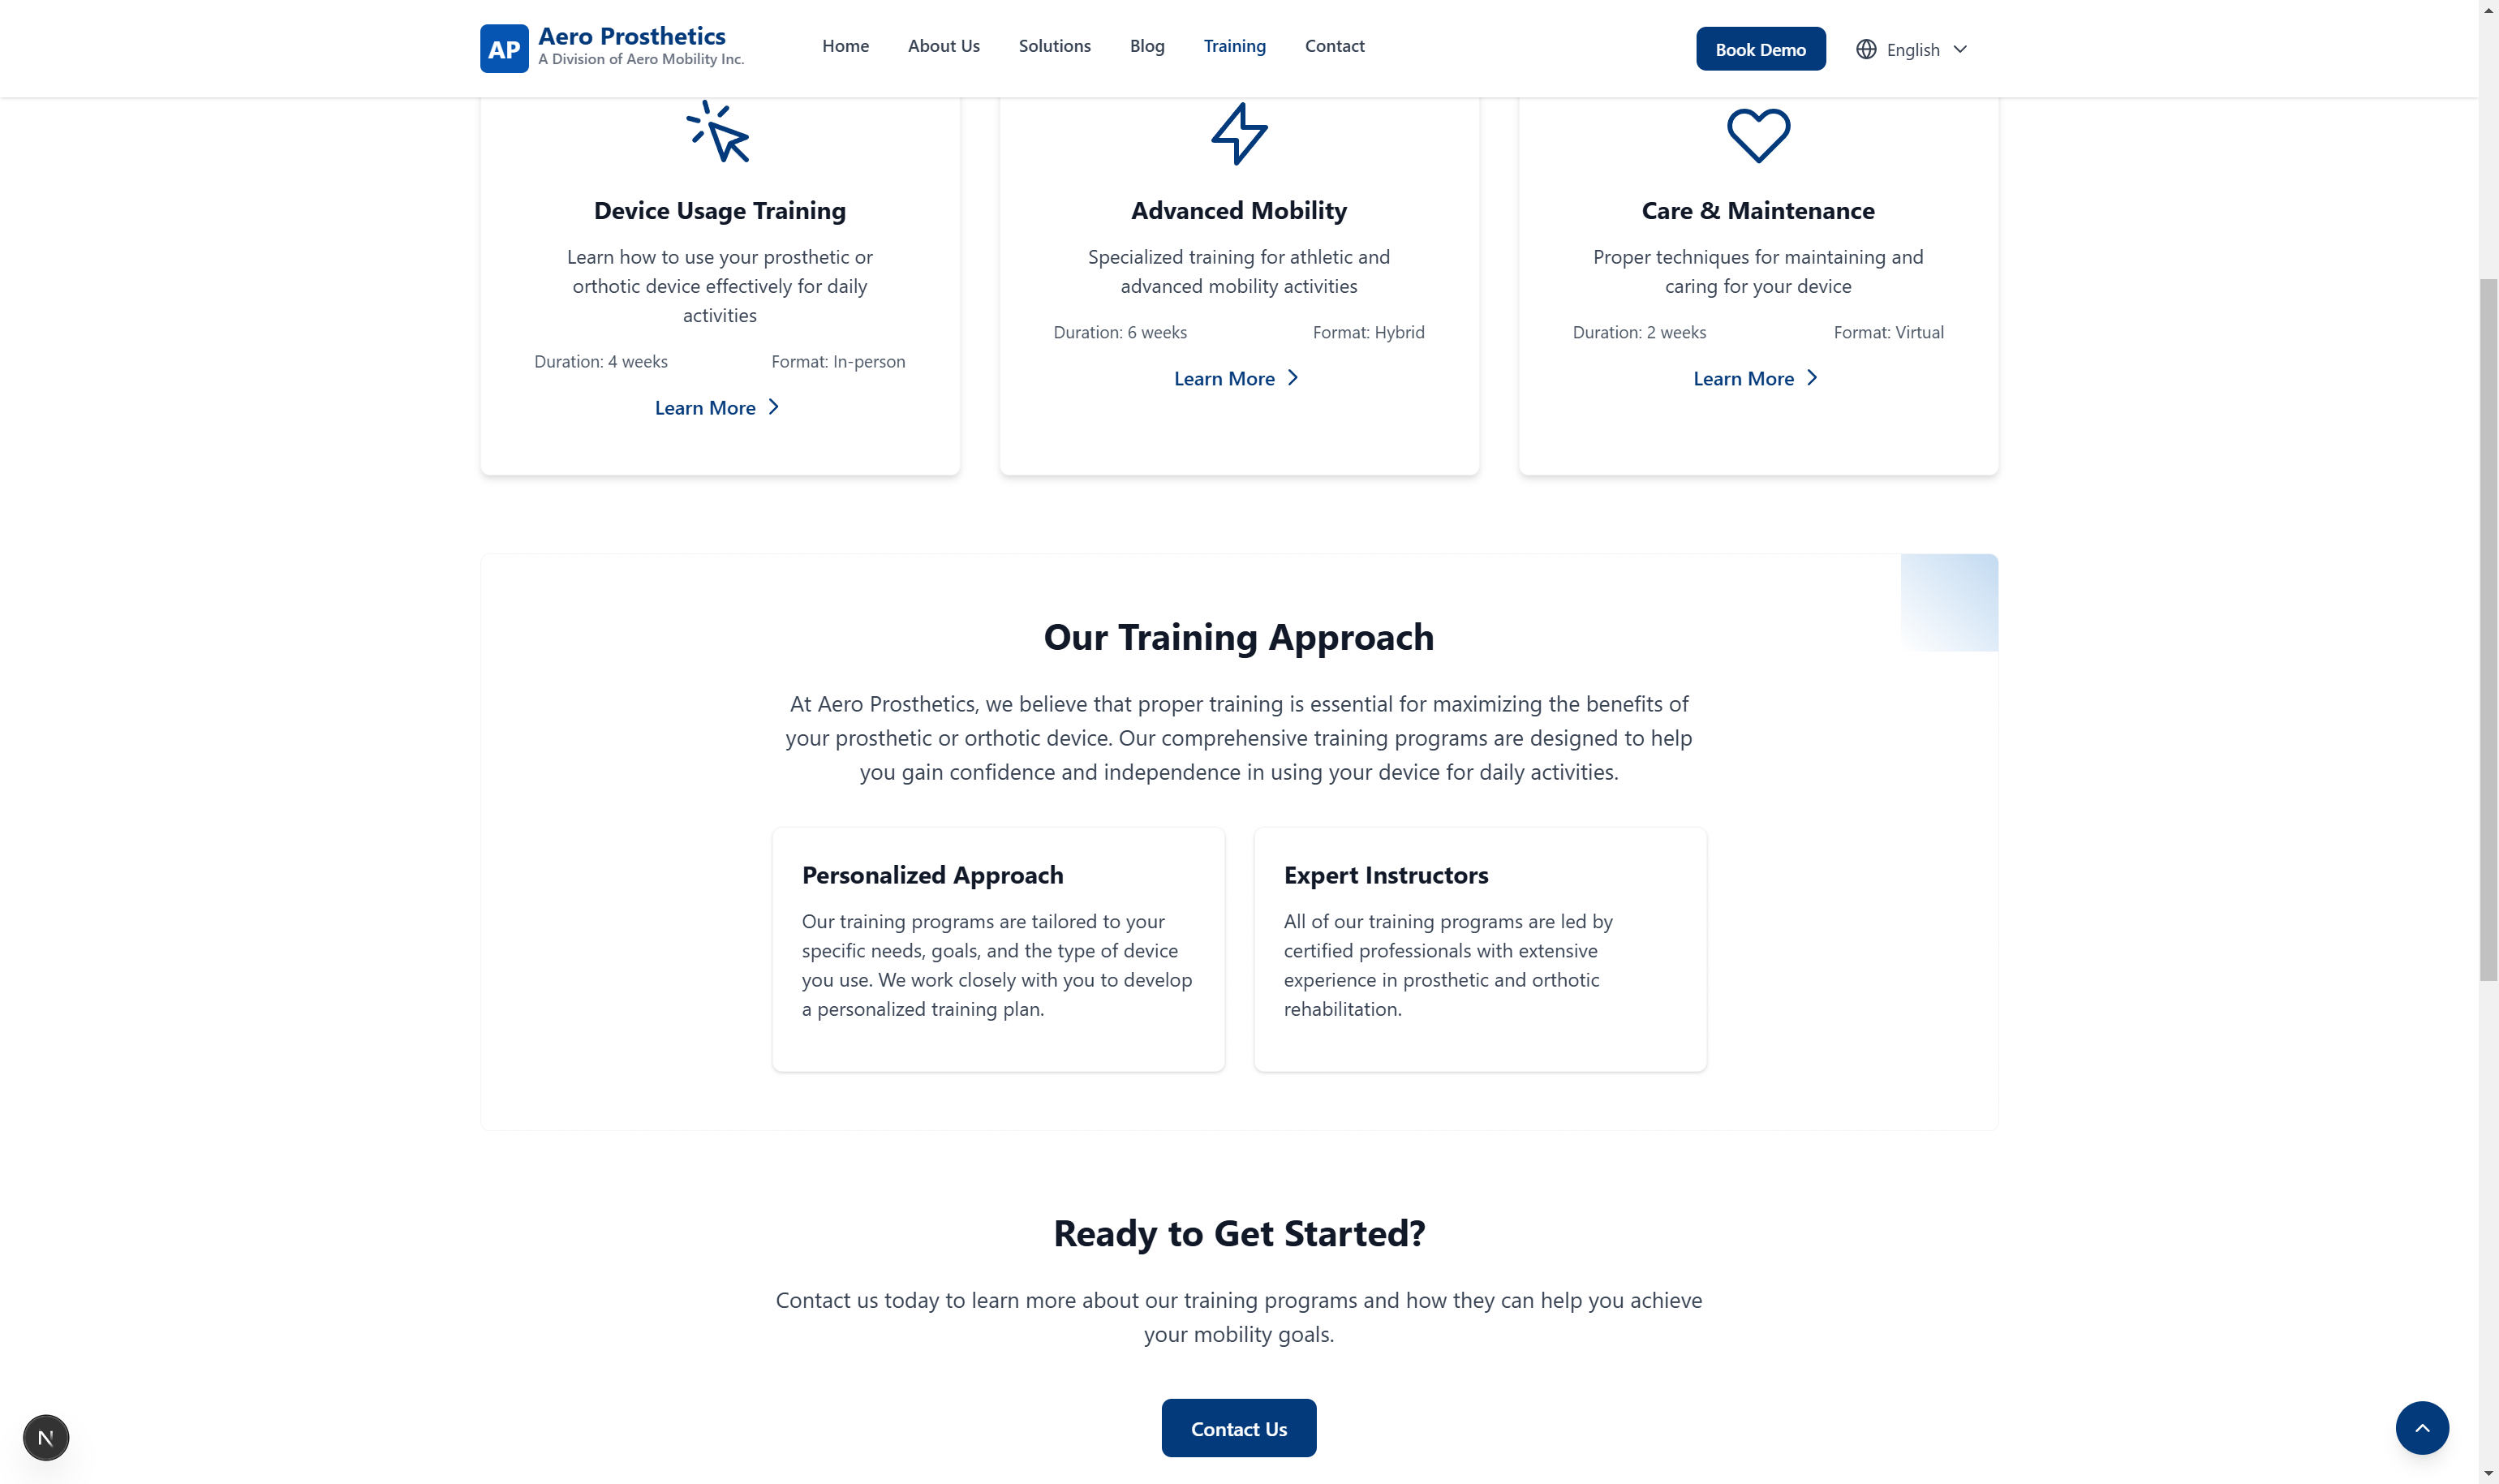 AP
Aero Prosthetics
A Division of Aero Mobility Inc.
Home
About Us
Solutions
Blog
Training
Contact
Book Demo
English
Device Usage Training
Learn how to use your prosthetic or
orthotic device effectively for daily
activities
Duration: 4 weeks
Format: In-person
Learn More
Advanced Mobility
Specialized training for athletic and
advanced mobility activities
Duration: 6 weeks
Format: Hybrid
Learn More
Care & Maintenance
Proper techniques for maintaining and
caring for your device
Duration: 2 weeks
Format: Virtual
Learn More
Our Training Approach
At Aero Prosthetics, we believe that proper training is essential for maximizing the benefits of
your prosthetic or orthotic device. Our comprehensive training programs are designed to help
you gain confidence and independence in using your device for daily activities.
Personalized Approach
Our training programs are tailored to your
specific needs, goals, and the type of device
you use. We work closely with you to develop
a personalized training plan.
Expert Instructors
All of our training programs are led by
certified professionals with extensive
experience in prosthetic and orthotic
rehabilitation.
Ready to Get Started?
Contact us today to learn more about our training programs and how they can help you achieve
your mobility goals.
Contact Us
N